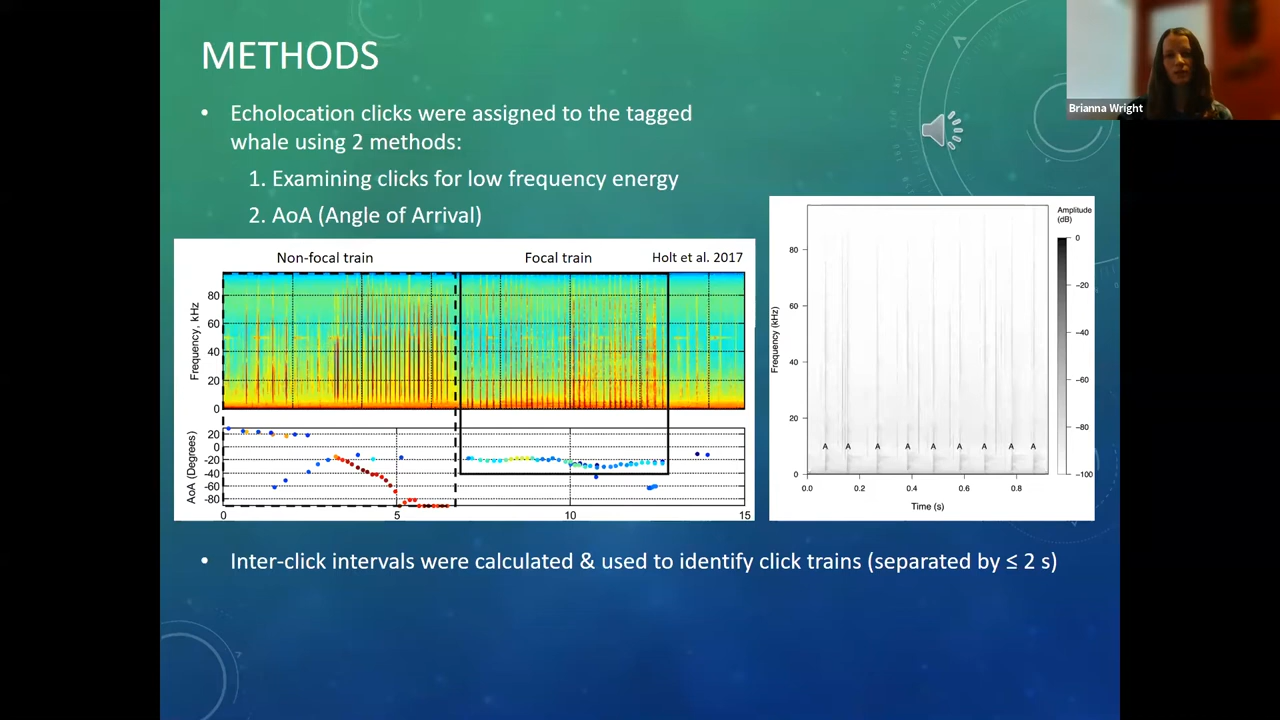 METHODS
Brianna Wright
• Echolocation clicks were assigned to the tagged
whale using 2 methods:
1. Examining clicks for low frequency energy
2. AoA (Angle of Arrival)
Non-focal train
Focal train
Holt et al. 2017
Frequency, kHz
80
60
40
20
0
AoA (Degrees)
20
0
-20
-40
-60
-80
0
5
10
15
Amplitude
(dB)
0
−20
−40
−60
−80
−100
Frequency (kHz)
80
60
40
20
0
A A A A A A A A A
0.0
0.2
0.4
0.6
0.8
Time (s)
• Inter-click intervals were calculated & used to identify click trains (separated by ≤ 2 s)